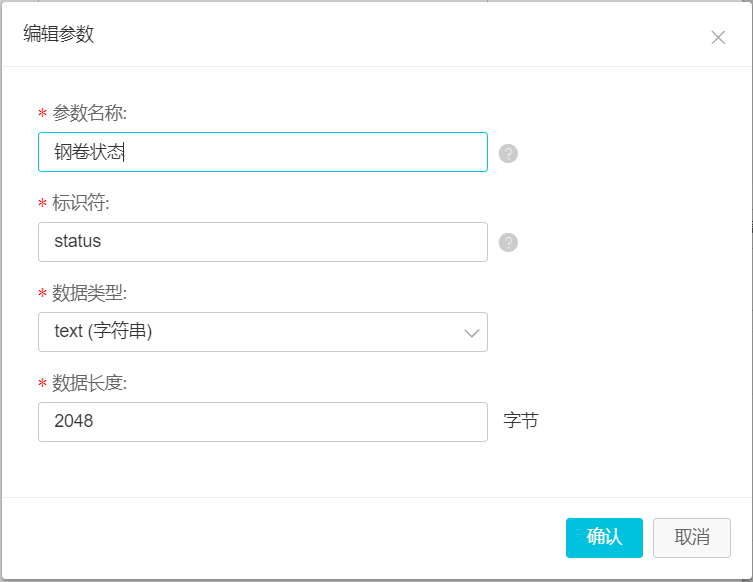 编辑参数
* 参数名称:
钢卷状态
* 标识符:
status
* 数据类型:
text (字符串)
* 数据长度:
2048 字节
确认 取消